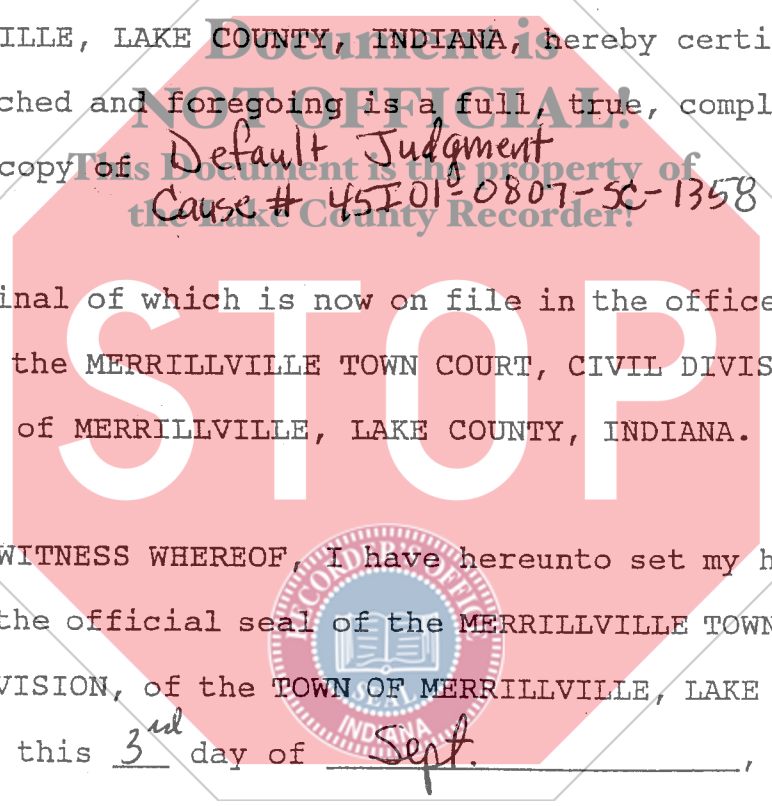 Document is
ILLE, LAKE COUNTY, INDIANA, hereby certi
NOT OFFICIAL!
ched and foregoing is a full, true, compl
copy of Default Judgment
This Document is the property of
Cause # 45I01-0807-SC-1358
the Lake County Recorder!
inal of which is now on file in the office
STOP
the MERRILLVILLE TOWN COURT, CIVIL DIVIS
of MERRILLVILLE, LAKE COUNTY, INDIANA.
WITNESS WHEREOF, I have hereunto set my h
RECORDER'S OFFIC
the official seal of the MERRILLVILLE TOWN
VISION, of the TOWN OF MERRILLVILLE, LAKE
SEAL
INDIANA
this 3rd day of Sept.,